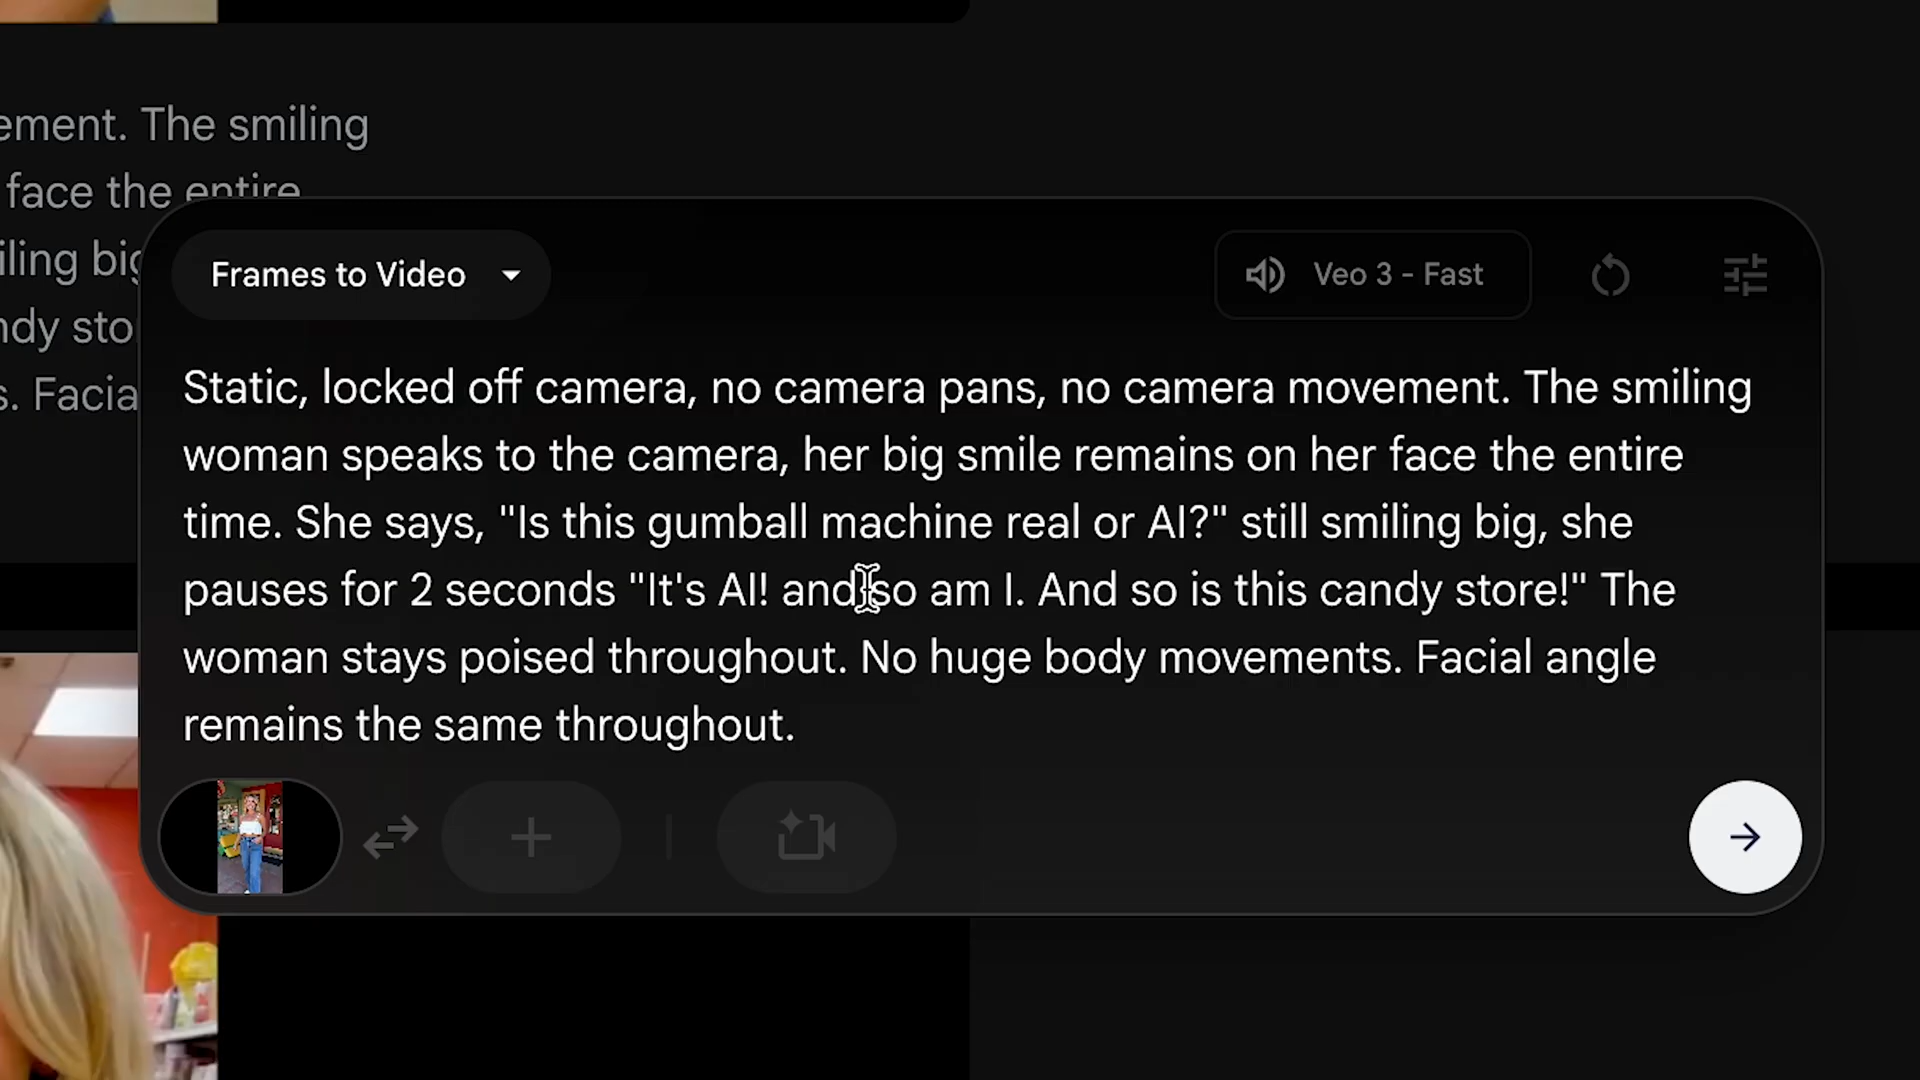 ement. The smiling
face the entire
iling big
ndy sto
s. Facia
Frames to Video
Veo 3 - Fast
Static, locked off camera, no camera pans, no camera movement. The smiling
woman speaks to the camera, her big smile remains on her face the entire
time. She says, "Is this gumball machine real or AI?" still smiling big, she
pauses for 2 seconds "It's AI! and so am I. And so is this candy store!" The
woman stays poised throughout. No huge body movements. Facial angle
remains the same throughout.